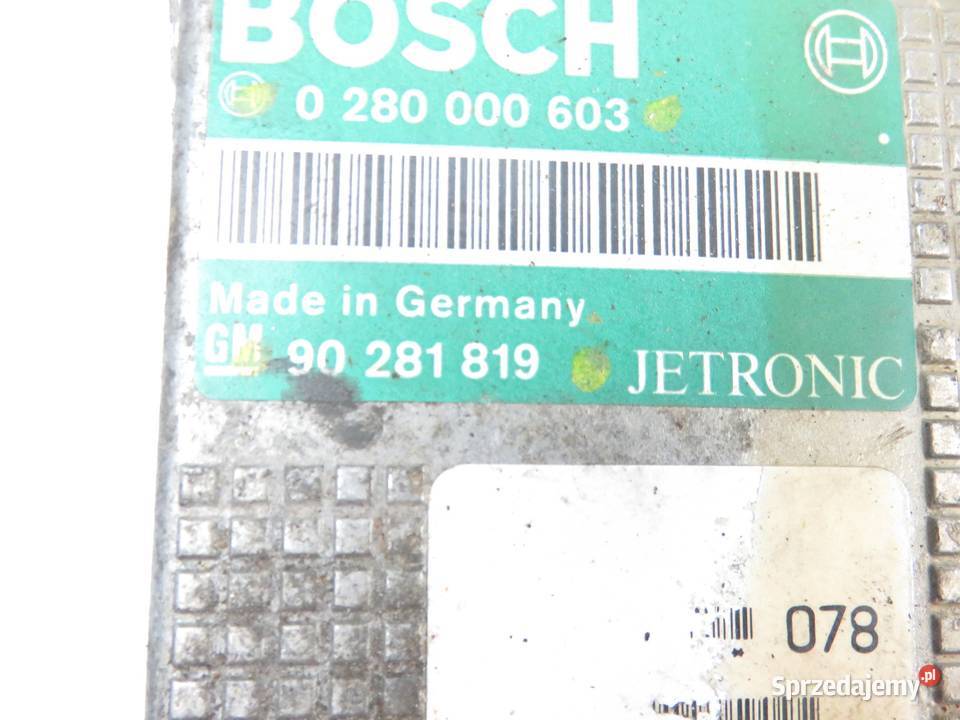 BOSCH
0 280 000 603
Made in Germany
GM 90 281 819 JETRONIC
078
Sprzedajemy.pl